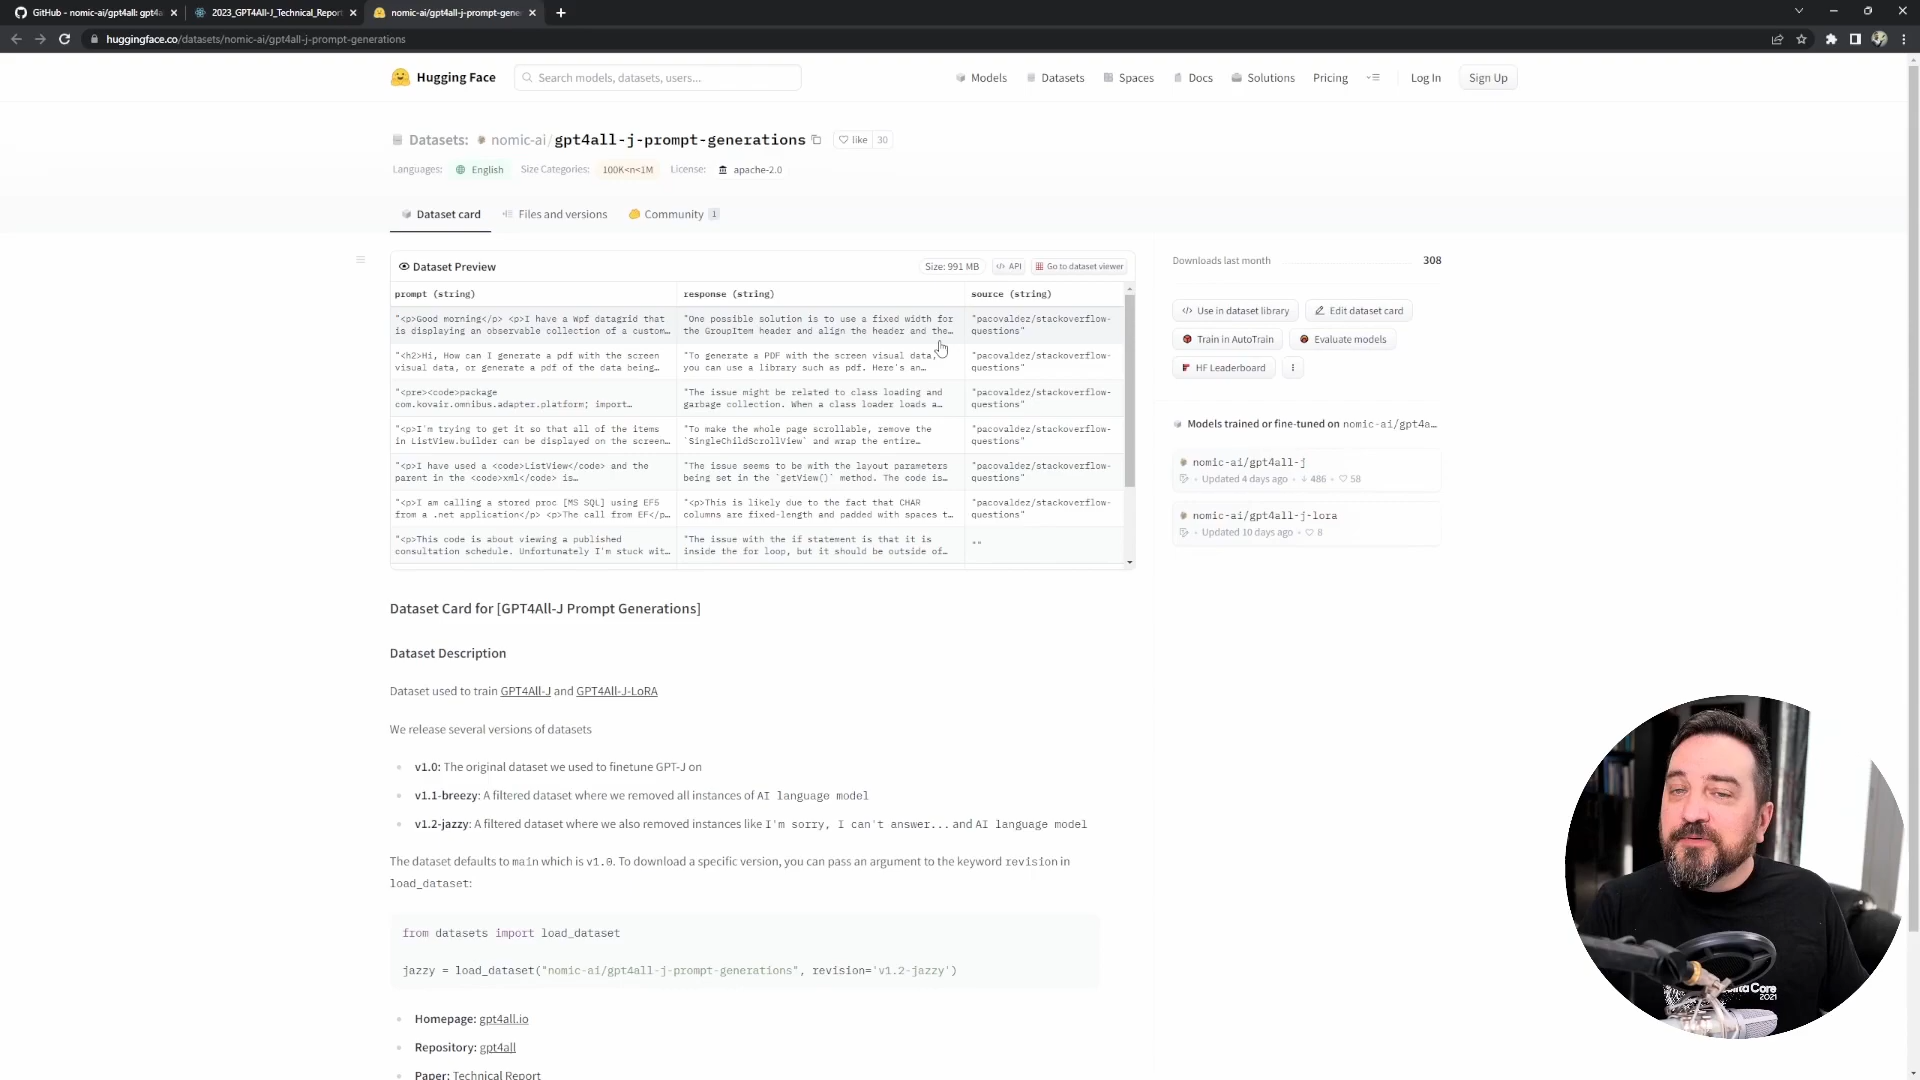 GitHub - nomic-ai/gpt4all: gpt4a
2023_GPT4All-J_Technical_Report
nomic-ai/gpt4all-j-prompt-gene
huggingface.co/datasets/nomic-ai/gpt4all-j-prompt-generations
Hugging Face
Search models, datasets, users...
Models
Datasets
Spaces
Docs
Solutions
Pricing
Log In
Sign Up
Datasets: nomic-ai/gpt4all-j-prompt-generations
like 30
Languages: English Size Categories: 100K<n<1M License: apache-2.0
Dataset card
Files and versions
Community 1
Dataset Preview
Size: 991 MB
</> API
Go to dataset viewer
prompt (string) response (string) source (string)
"<p>Good morning</p> <p>I have a Wpf datagrid that
is displaying an observable collection of a custom…
"One possible solution is to use a fixed width for
the GroupItem header and align the header and the…
"pacovaldez/stackoverflow-
questions"
"<h2>Hi, How can I generate a pdf with the screen
visual data, or generate a pdf of the data being…
"To generate a PDF with the screen visual data,
you can use a library such as pdf. Here's an…
"pacovaldez/stackoverflow-
questions"
"<pre><code>package
com.kovair.omnibus.adapter.platform; import…
"The issue might be related to class loading and
garbage collection. When a class loader loads a…
"pacovaldez/stackoverflow-
questions"
"<p>I'm trying to get it so that all of the items
in ListView.builder can be displayed on the screen…
"To make the whole page scrollable, remove the
`SingleChildScrollView` and wrap the entire…
"pacovaldez/stackoverflow-
questions"
"<p>I have used a <code>ListView</code> and the
parent in the <code>xml</code> is…
"The issue seems to be with the layout parameters
being set in the `getView()` method. The code is…
"pacovaldez/stackoverflow-
questions"
"<p>I am calling a stored proc [MS SQL] using EF5
from a .net application</p> <p>The call from EF</p…
"<p>This is likely due to the fact that CHAR
columns are fixed-length and padded with spaces t…
"pacovaldez/stackoverflow-
questions"
"<p>This code is about viewing a published
consultation schedule. Unfortunately I'm stuck wit…
"The issue with the if statement is that it is
inside the for loop, but it should be outside of…
""
Downloads last month 308
</> Use in dataset library
Edit dataset card
Train in AutoTrain
Evaluate models
HF Leaderboard
Models trained or fine-tuned on nomic-ai/gpt4a…
nomic-ai/gpt4all-j
• Updated 4 days ago • ↓ 486 • ♡ 58
nomic-ai/gpt4all-j-lora
• Updated 10 days ago • ♡ 8
Dataset Card for [GPT4All-J Prompt Generations]
Dataset Description
Dataset used to train GPT4All-J and GPT4All-J-LoRA
We release several versions of datasets
• v1.0: The original dataset we used to finetune GPT-J on
• v1.1-breezy: A filtered dataset where we removed all instances of AI language model
• v1.2-jazzy: A filtered dataset where we also removed instances like I'm sorry, I can't answer... and AI language model
The dataset defaults to main which is v1.0. To download a specific version, you can pass an argument to the keyword revision in
load_dataset:
from datasets import load_dataset
jazzy = load_dataset("nomic-ai/gpt4all-j-prompt-generations", revision='v1.2-jazzy')
• Homepage: gpt4all.io
• Repository: gpt4all
• Paper: Technical Report
Core
2021